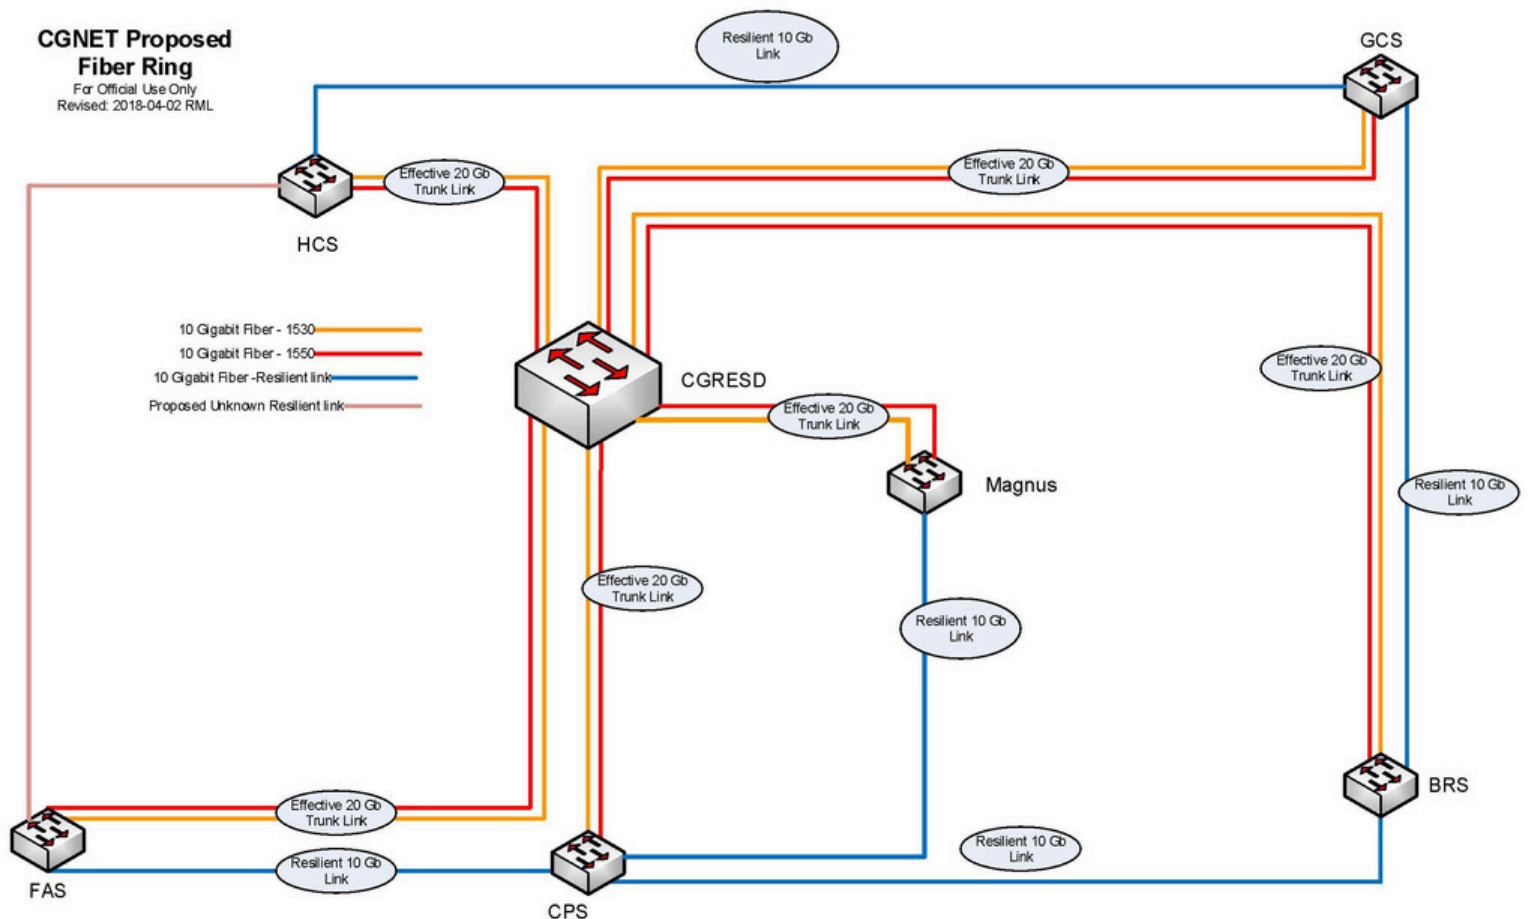 CGNET Proposed
Fiber Ring
For Official Use Only
Revised: 2018-04-02 RML
Resilient 10 Gb
Link
GCS
Effective 20 Gb
Trunk Link
Effective 20 Gb
Trunk Link
HCS
10 Gigabit Fiber - 1530
10 Gigabit Fiber - 1550
10 Gigabit Fiber -Resilient link
Proposed Unknown Resilient link
CGRESD
Effective 20 Gb
Trunk Link
Effective 20 Gb
Trunk Link
Magnus
Resilient 10 Gb
Link
Effective 20 Gb
Trunk Link
Resilient 10 Gb
Link
BRS
Effective 20 Gb
Trunk Link
Resilient 10 Gb
Link
Resilient 10 Gb
Link
FAS
CPS